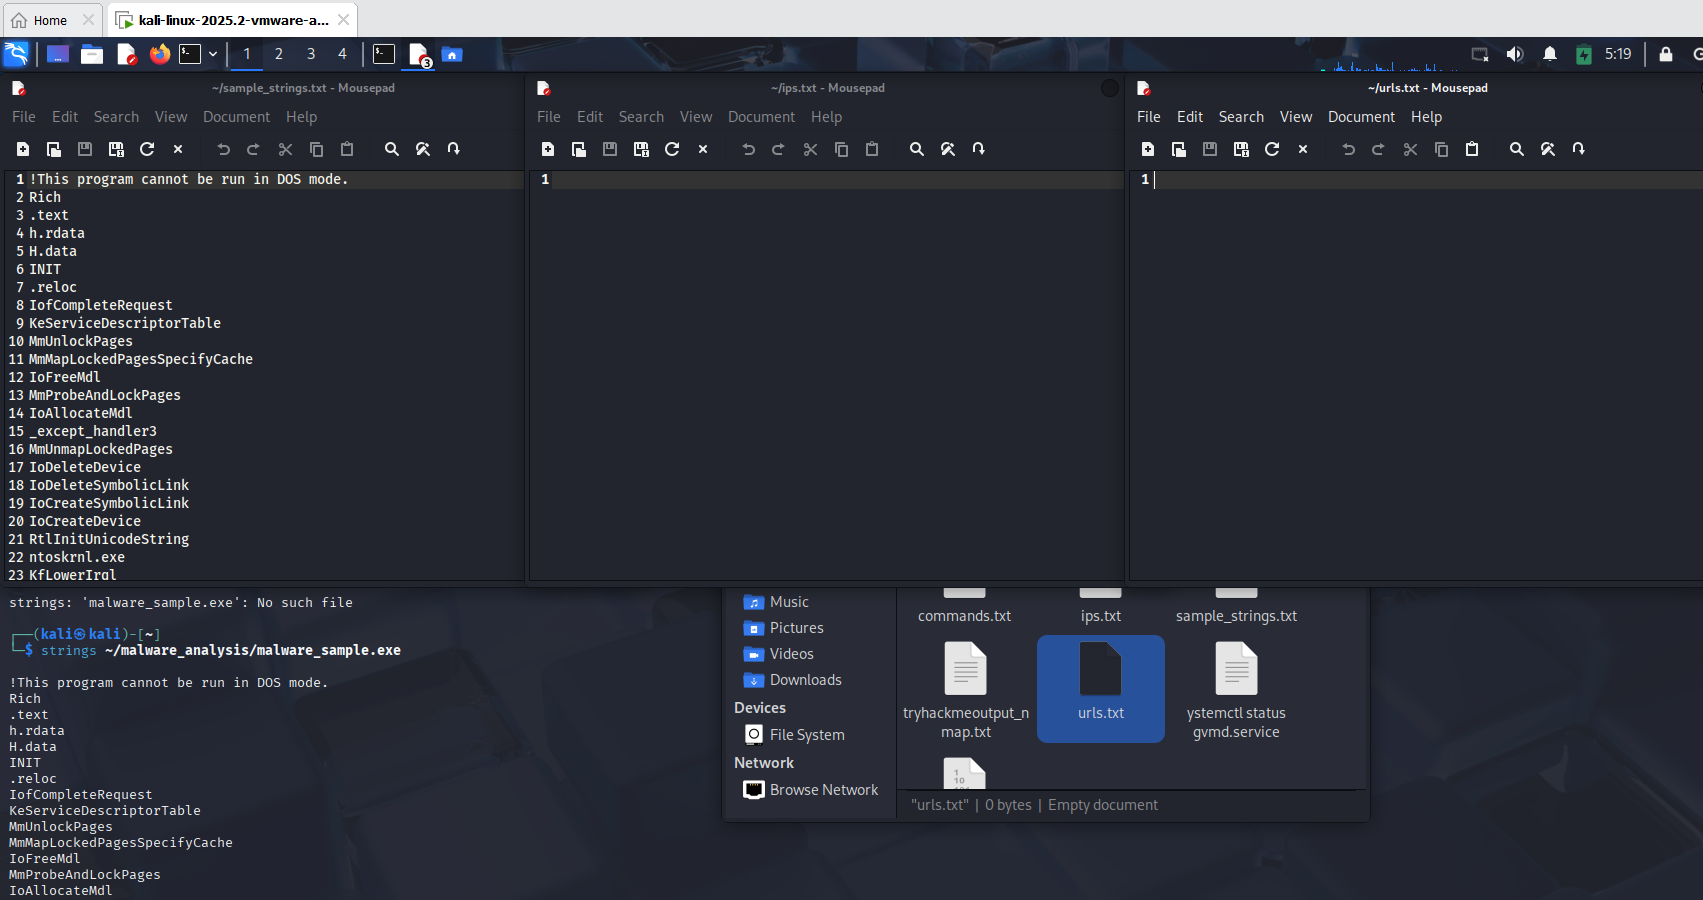 Home
kali-linux-2025.2-vmware-a...
1 2 3 4
3
5:19
~/sample_strings.txt - Mousepad
File Edit Search View Document Help
1 !This program cannot be run in DOS mode.
2 Rich
3 .text
4 h.rdata
5 H.data
6 INIT
7 .reloc
8 IofCompleteRequest
9 KeServiceDescriptorTable
10 MmUnlockPages
11 MmMapLockedPagesSpecifyCache
12 IoFreeMdl
13 MmProbeAndLockPages
14 IoAllocateMdl
15 _except_handler3
16 MmUnmapLockedPages
17 IoDeleteDevice
18 IoDeleteSymbolicLink
19 IoCreateSymbolicLink
20 IoCreateDevice
21 RtlInitUnicodeString
22 ntoskrnl.exe
23 KfLowerIrql
~/ips.txt - Mousepad
File Edit Search View Document Help
1
~/urls.txt - Mousepad
File Edit Search View Document Help
1
strings: 'malware_sample.exe': No such file
(kali㉿kali)-[~]
$ strings ~/malware_analysis/malware_sample.exe
!This program cannot be run in DOS mode.
Rich
.text
h.rdata
H.data
INIT
.reloc
IofCompleteRequest
KeServiceDescriptorTable
MmUnlockPages
MmMapLockedPagesSpecifyCache
IoFreeMdl
MmProbeAndLockPages
IoAllocateMdl
Music
Pictures
Videos
Downloads
Devices
File System
Network
Browse Network
commands.txt
ips.txt
sample_strings.txt
tryhackmeoutput_n
map.txt
urls.txt
ystemctl status
gvmd.service
1
10
"urls.txt" | 0 bytes | Empty document